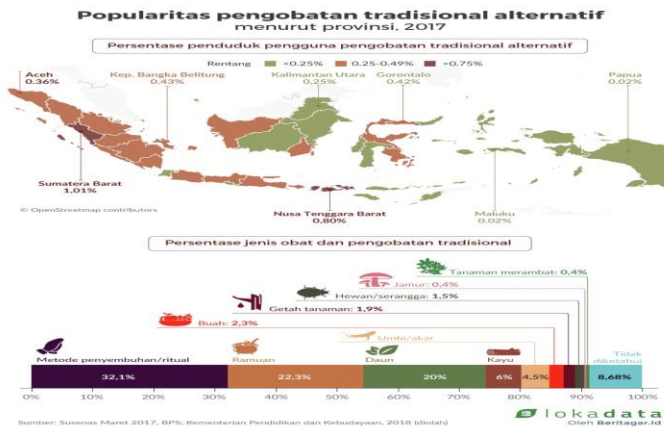 Popularitas pengobatan tradisional alternatif
menurut provinsi, 2017
Persentase penduduk pengguna pengobatan tradisional alternatif
Rentang <0.25% 0.25-0.49% >0.75%
Aceh
0.36%
Kep. Bangka Belitung
0.43%
Kalimantan Utara
0.25%
Gorontalo
0.42%
Papua
0.02%
Sumatera Barat
1,01%
Nusa Tenggara Barat
0,80%
Maluku
0.02%
© OpenStreetmap contributors
Persentase jenis obat dan pengobatan tradisional
Tanaman merambat: 0,4%
Jamur: 0,4%
Hewan/serangga: 1,5%
Getah tanaman: 1,9%
Buah: 2,3%
Umbi/akar
Metode penyembuhan/ritual Ramuan Daun Kayu Tidak diketahui
32,1% 22,3% 20% 6% 4,5% 8,68%
0% 10% 20% 30% 40% 50% 60% 70% 80% 90% 100%
Sumber: Susenas Maret 2017, BPS; Kementerian Pendidikan dan Kebudayaan, 2018 (diolah)
lokadata
Oleh Beritagar.id